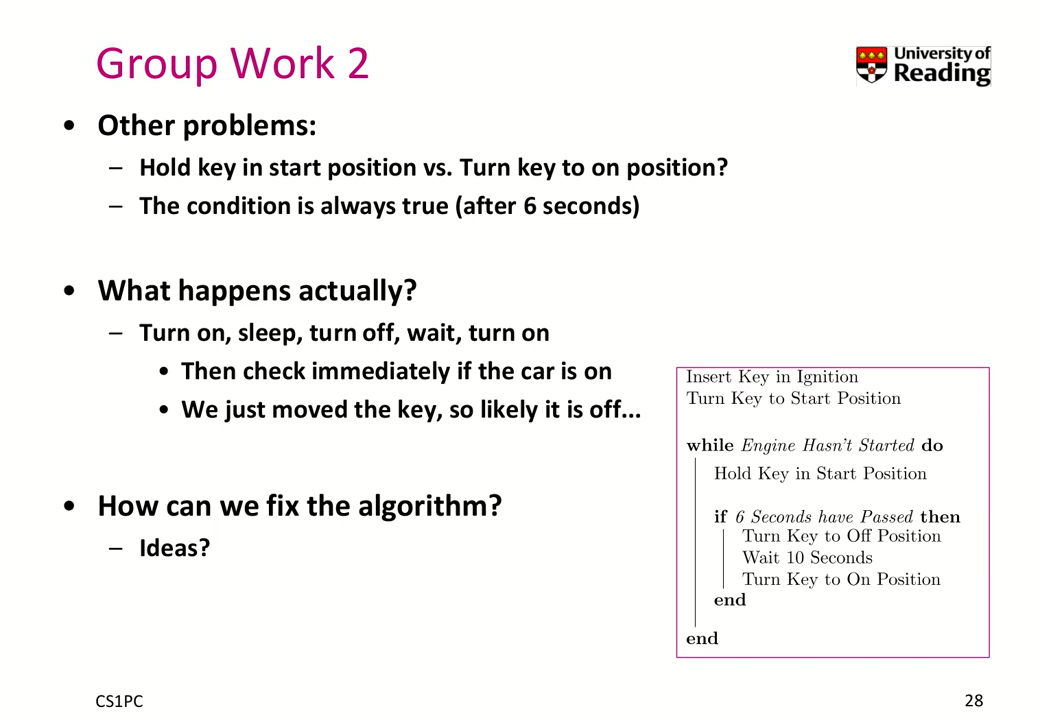 Group Work 2
University of
Reading
• Other problems:
– Hold key in start position vs. Turn key to on position?
– The condition is always true (after 6 seconds)
• What happens actually?
– Turn on, sleep, turn off, wait, turn on
• Then check immediately if the car is on
• We just moved the key, so likely it is off...
• How can we fix the algorithm?
– Ideas?
Insert Key in Ignition
Turn Key to Start Position
while Engine Hasn't Started do
Hold Key in Start Position
if 6 Seconds have Passed then
Turn Key to Off Position
Wait 10 Seconds
Turn Key to On Position
end
end
CS1PC
28